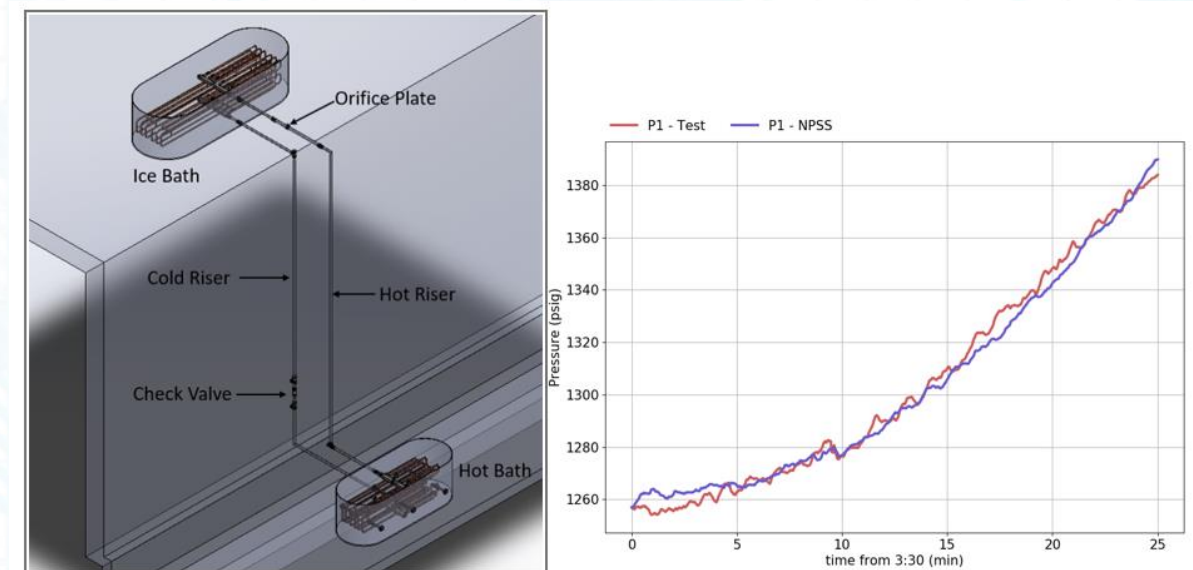 Orifice Plate
Ice Bath
Cold Riser
Hot Riser
Check Valve
Hot Bath
P1 - Test P1 - NPSS
Pressure (psig)
1380
1360
1340
1320
1300
1280
1260
0 5 10 15 20 25
time from 3:30 (min)